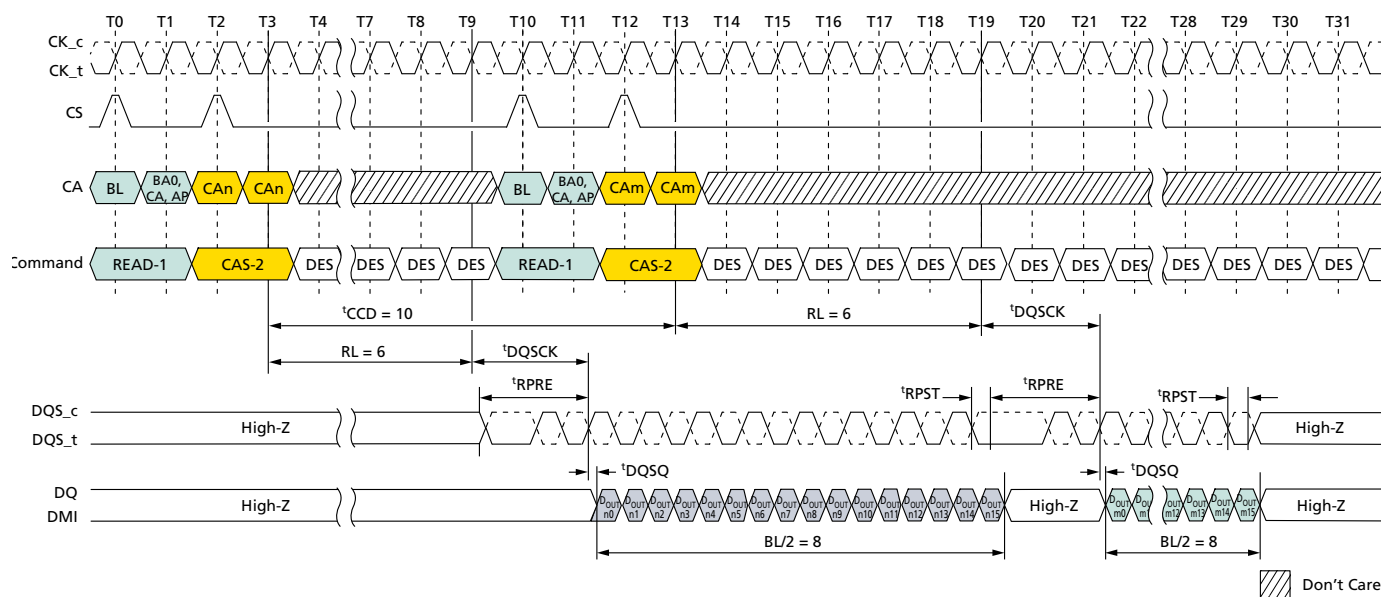 T0 T1 T2 T3 T4 T7 T8 T9 T10 T11 T12 T13 T14 T15 T16 T17 T18 T19 T20 T21 T22 T28 T29 T30 T31
CK_c
CK_t
CS
CA BL BA0, CA, AP CAn CAn BL BA0, CA, AP CAm CAm
Command READ-1 CAS-2 DES DES DES DES READ-1 CAS-2 DES DES DES DES DES DES DES DES DES DES DES DES DES
tCCD = 10 RL = 6 tDQSCK
RL = 6 tDQSCK
tRPRE tRPST tRPRE tRPST
DQS_c
DQS_t
High-Z High-Z
tDQSQ tDQSQ
DQ
DMI
High-Z DOUT n0 DOUT n1 DOUT n2 DOUT n3 DOUT n4 DOUT n5 DOUT n6 DOUT n7 DOUT n8 DOUT n9 DOUT n10 DOUT n11 DOUT n12 DOUT n13 DOUT n14 DOUT n15 High-Z DOUT m0 DOUT m12 DOUT m13 DOUT m14 DOUT m15 High-Z
BL/2 = 8 BL/2 = 8
Don't Care